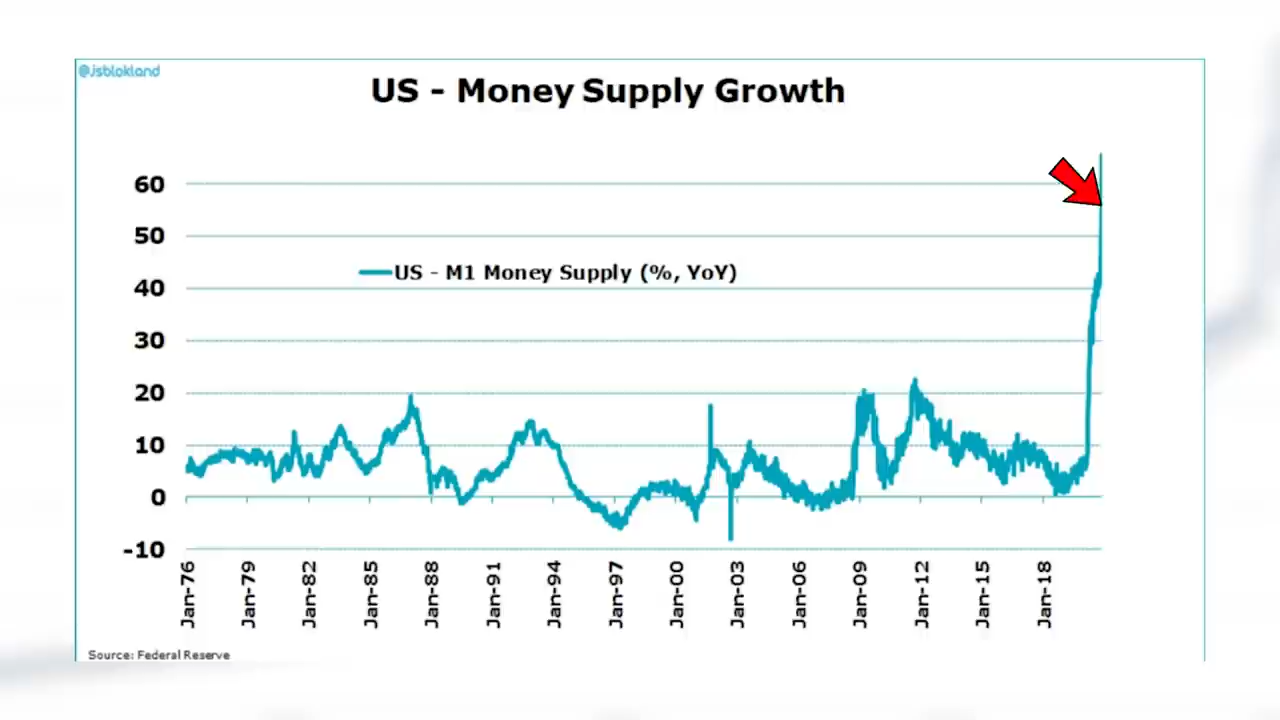 @jsblokland
US - Money Supply Growth
60
50
US - M1 Money Supply (%, YoY)
40
30
20
10
0
-10
Jan-76
Jan-79
Jan-82
Jan-85
Jan-88
Jan-91
Jan-94
Jan-97
Jan-00
Jan-03
Jan-06
Jan-09
Jan-12
Jan-15
Jan-18
Source: Federal Reserve